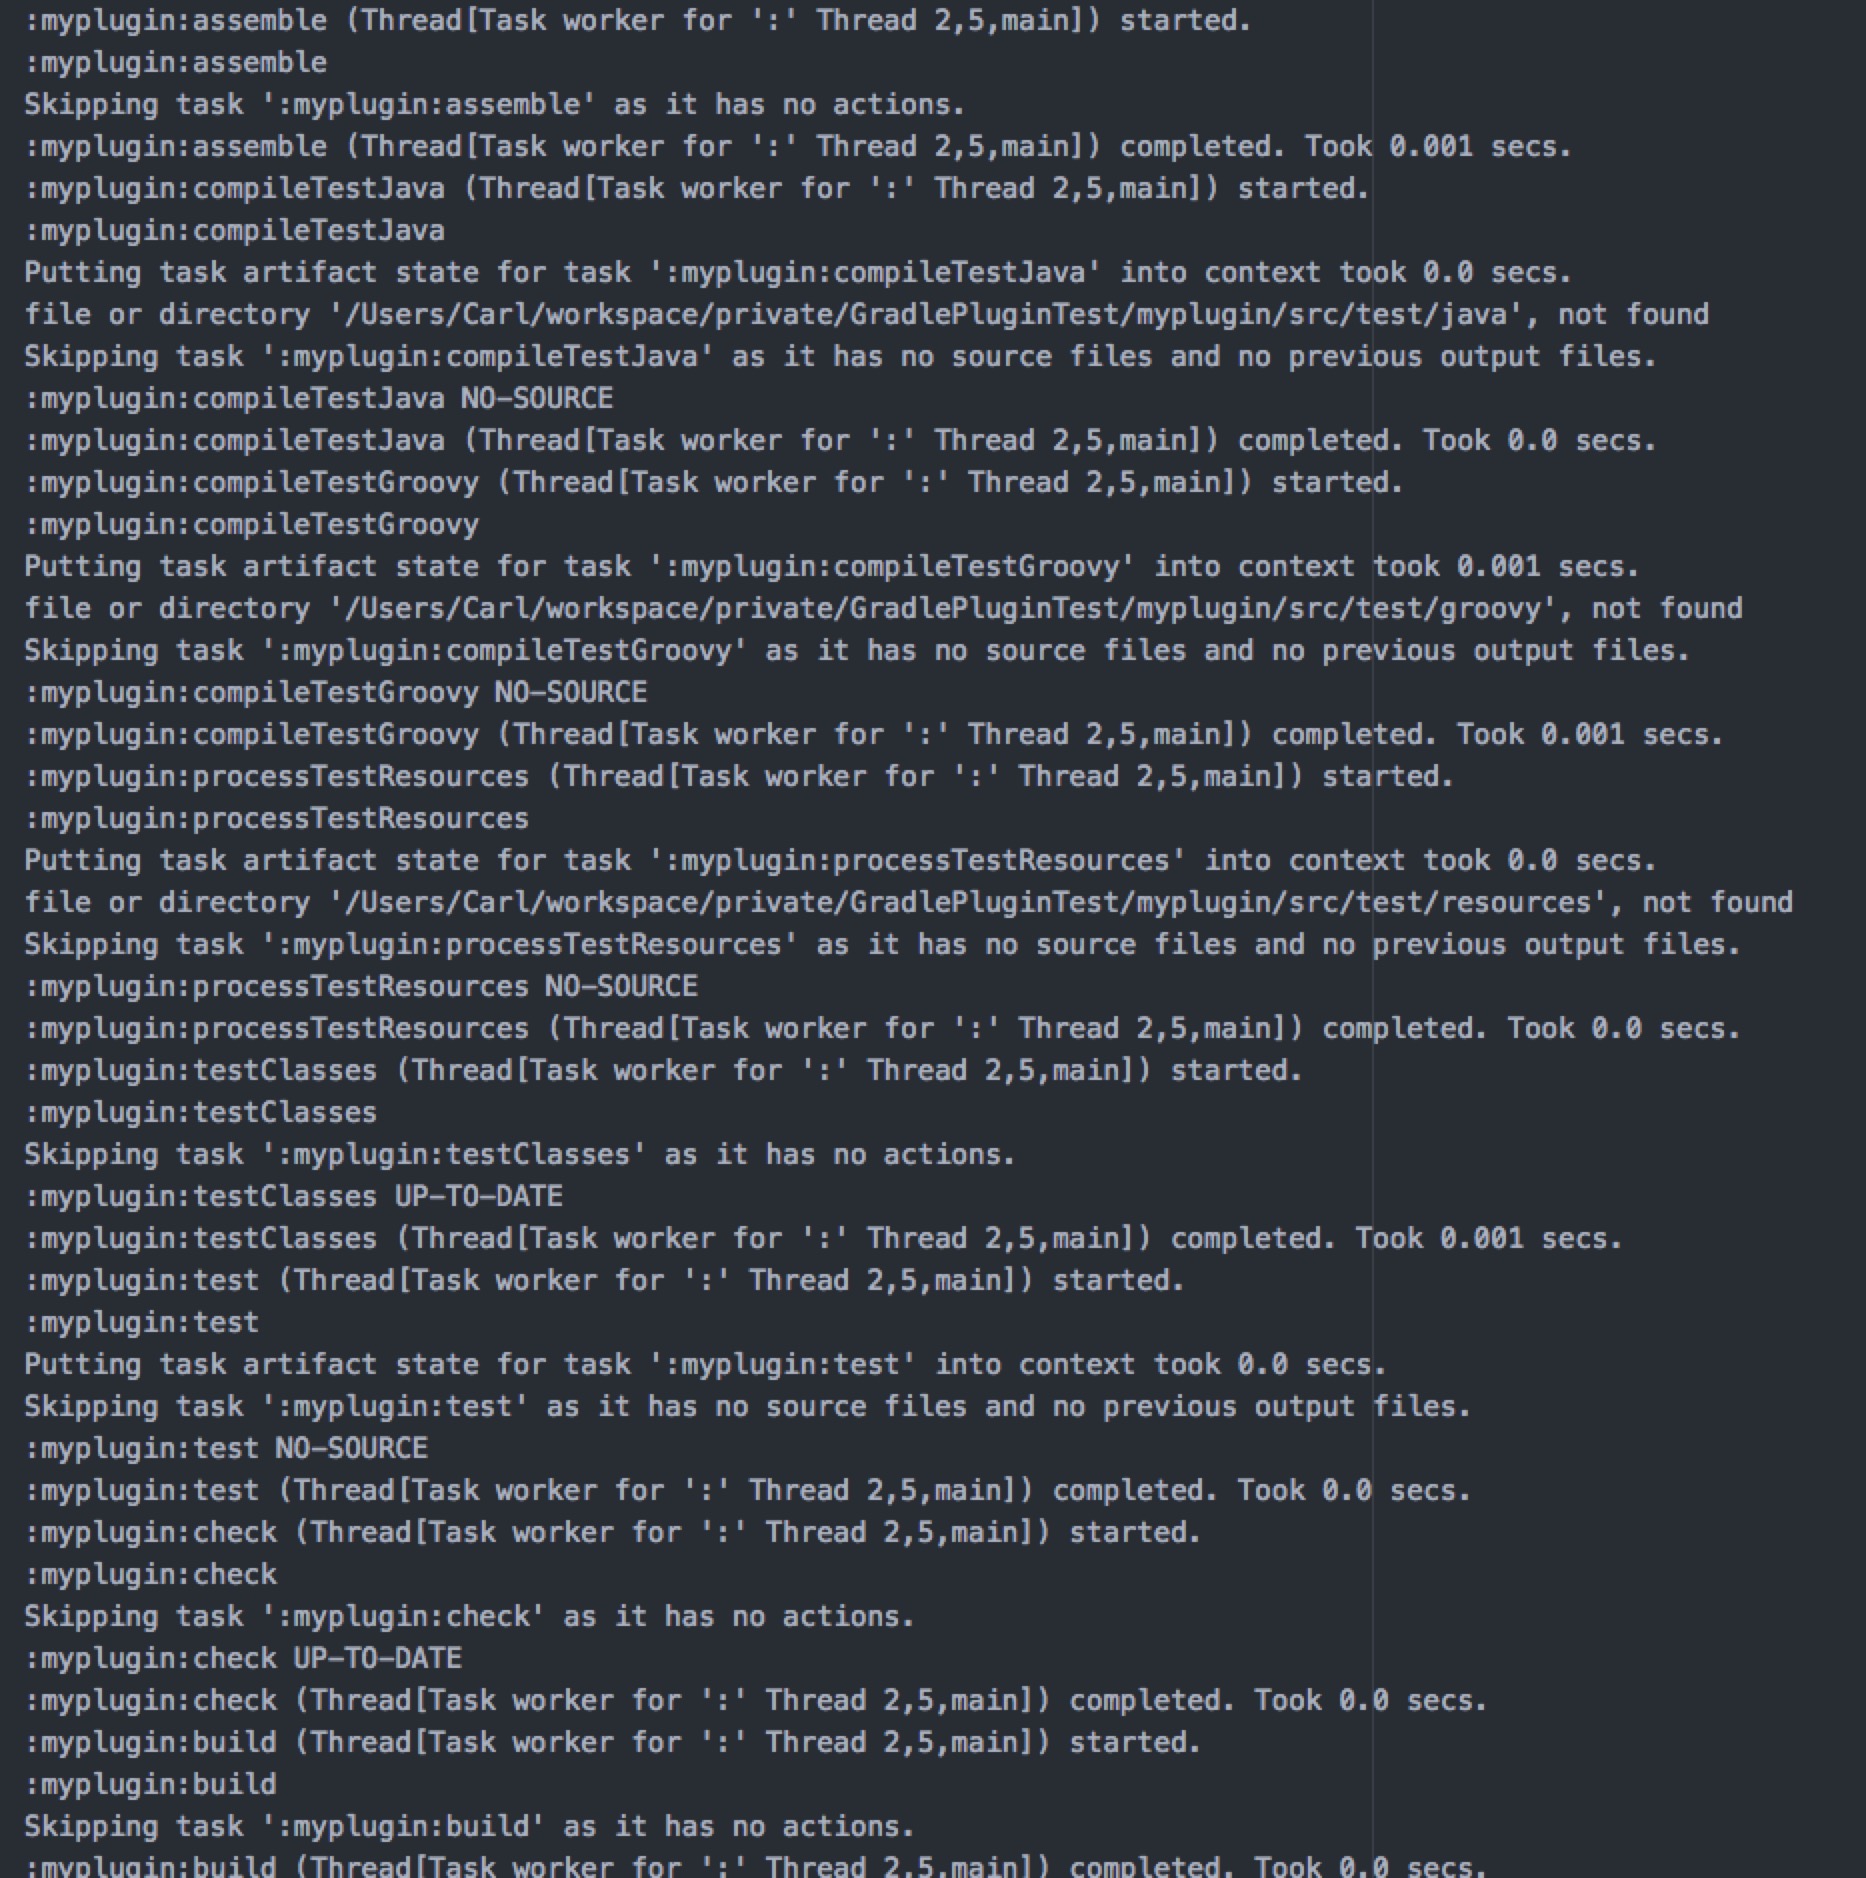 :myplugin:assemble (Thread[Task worker for ':' Thread 2,5,main]) started.
:myplugin:assemble
Skipping task ':myplugin:assemble' as it has no actions.
:myplugin:assemble (Thread[Task worker for ':' Thread 2,5,main]) completed. Took 0.001 secs.
:myplugin:compileTestJava (Thread[Task worker for ':' Thread 2,5,main]) started.
:myplugin:compileTestJava
Putting task artifact state for task ':myplugin:compileTestJava' into context took 0.0 secs.
file or directory '/Users/Carl/workspace/private/GradlePluginTest/myplugin/src/test/java', not found
Skipping task ':myplugin:compileTestJava' as it has no source files and no previous output files.
:myplugin:compileTestJava NO-SOURCE
:myplugin:compileTestJava (Thread[Task worker for ':' Thread 2,5,main]) completed. Took 0.0 secs.
:myplugin:compileTestGroovy (Thread[Task worker for ':' Thread 2,5,main]) started.
:myplugin:compileTestGroovy
Putting task artifact state for task ':myplugin:compileTestGroovy' into context took 0.001 secs.
file or directory '/Users/Carl/workspace/private/GradlePluginTest/myplugin/src/test/groovy', not found
Skipping task ':myplugin:compileTestGroovy' as it has no source files and no previous output files.
:myplugin:compileTestGroovy NO-SOURCE
:myplugin:compileTestGroovy (Thread[Task worker for ':' Thread 2,5,main]) completed. Took 0.001 secs.
:myplugin:processTestResources (Thread[Task worker for ':' Thread 2,5,main]) started.
:myplugin:processTestResources
Putting task artifact state for task ':myplugin:processTestResources' into context took 0.0 secs.
file or directory '/Users/Carl/workspace/private/GradlePluginTest/myplugin/src/test/resources', not found
Skipping task ':myplugin:processTestResources' as it has no source files and no previous output files.
:myplugin:processTestResources NO-SOURCE
:myplugin:processTestResources (Thread[Task worker for ':' Thread 2,5,main]) completed. Took 0.0 secs.
:myplugin:testClasses (Thread[Task worker for ':' Thread 2,5,main]) started.
:myplugin:testClasses
Skipping task ':myplugin:testClasses' as it has no actions.
:myplugin:testClasses UP-TO-DATE
:myplugin:testClasses (Thread[Task worker for ':' Thread 2,5,main]) completed. Took 0.001 secs.
:myplugin:test (Thread[Task worker for ':' Thread 2,5,main]) started.
:myplugin:test
Putting task artifact state for task ':myplugin:test' into context took 0.0 secs.
Skipping task ':myplugin:test' as it has no source files and no previous output files.
:myplugin:test NO-SOURCE
:myplugin:test (Thread[Task worker for ':' Thread 2,5,main]) completed. Took 0.0 secs.
:myplugin:check (Thread[Task worker for ':' Thread 2,5,main]) started.
:myplugin:check
Skipping task ':myplugin:check' as it has no actions.
:myplugin:check UP-TO-DATE
:myplugin:check (Thread[Task worker for ':' Thread 2,5,main]) completed. Took 0.0 secs.
:myplugin:build (Thread[Task worker for ':' Thread 2,5,main]) started.
:myplugin:build
Skipping task ':myplugin:build' as it has no actions.
:myplugin:build (Thread[Task worker for ':' Thread 2,5,main]) completed. Took 0.0 secs.